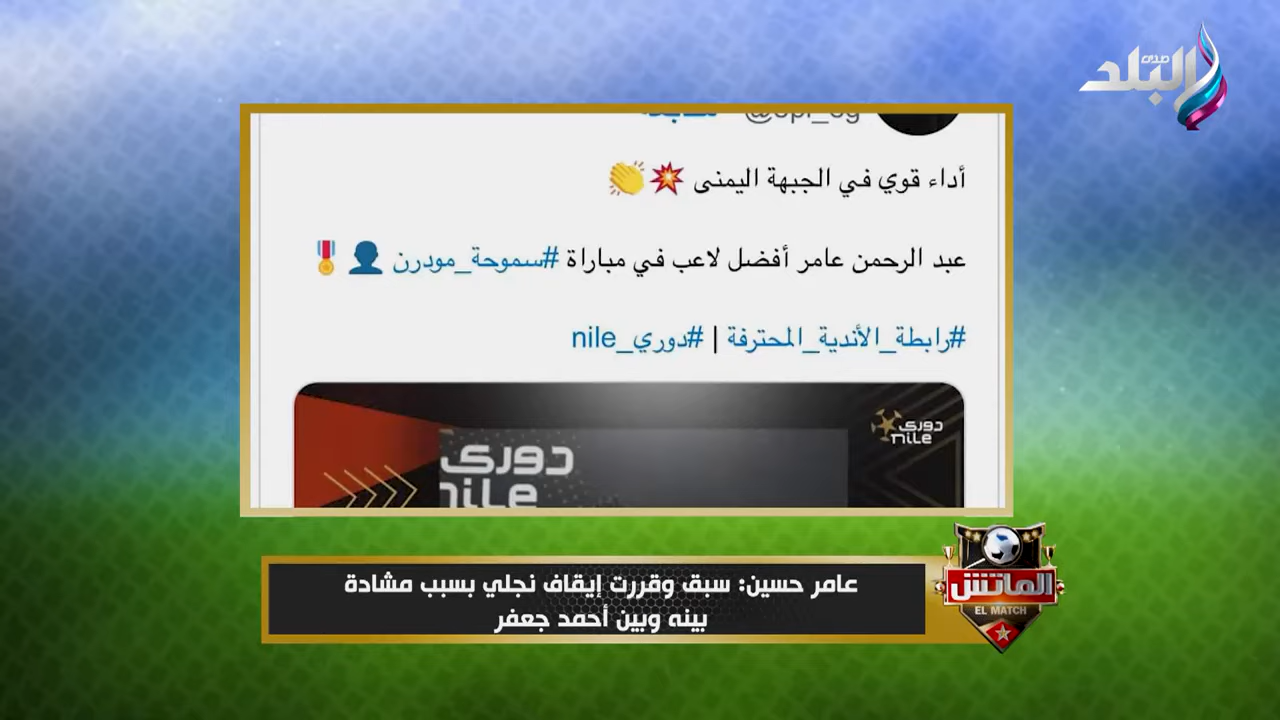 صدى
البلد
أداء قوي في الجبهة اليمنى 💥👏
عبد الرحمن عامر أفضل لاعب في مباراة #سموحة_مودرن 👤🎖
#رابطة_الأندية_المحترفة | #دوري_nile
دوري
nile
دوري
nile
الماتش
EL MATCH
عامر حسين: سبق وقررت إيقاف نجلي بسبب مشادة
بينه وبين أحمد جعفر